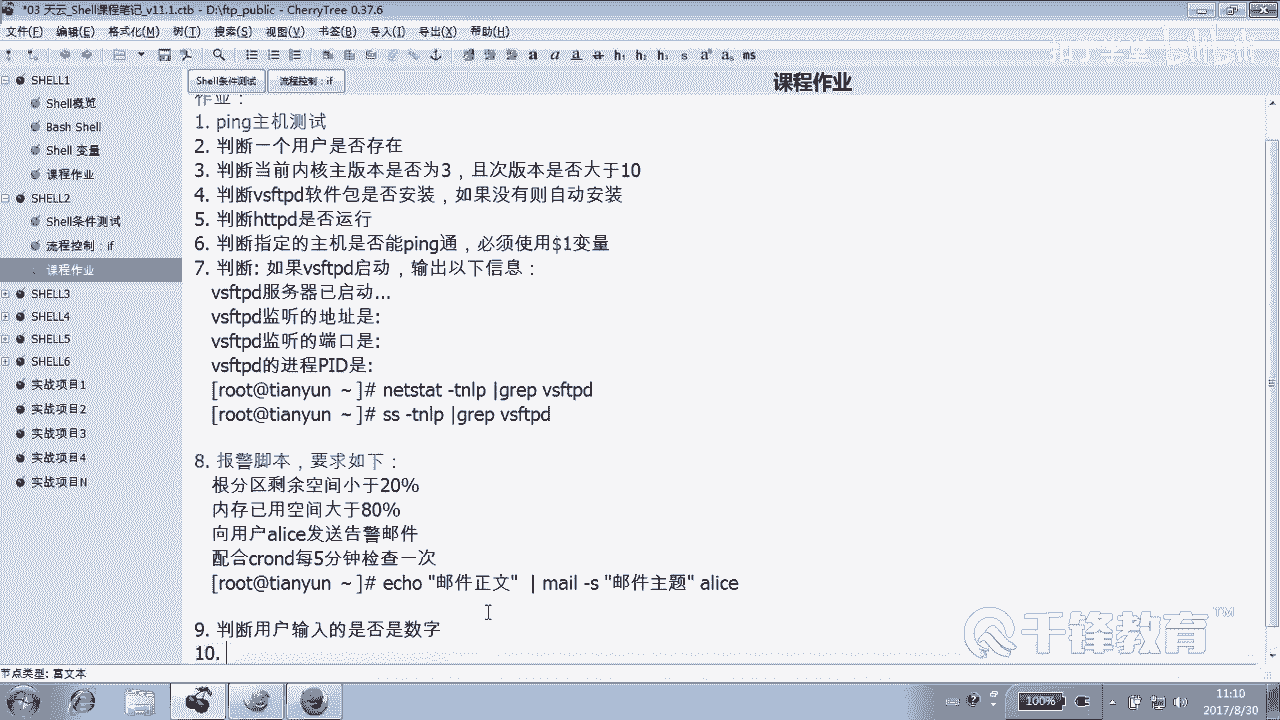 *03 天云_Shell课程笔记_v11.1.ctb - D:\ftp_public - CherryTree 0.37.6
文件(F) 编辑(E) 格式化(M) 树(T) 搜索(S) 视图(V) 书签(B) 导入(I) 导出(X) 帮助(H)
h₁ h₂ h₃ s aˢ aₛ ms
SHELL1
Shell概览
Bash Shell
Shell 变量
课程作业
SHELL2
Shell条件测试
流程控制：if
课程作业
SHELL3
SHELL4
SHELL5
SHELL6
实战项目1
实战项目2
实战项目3
实战项目4
实战项目N
Shell条件测试 流程控制：if
课程作业
作业：
1. ping主机测试
2. 判断一个用户是否存在
3. 判断当前内核主版本是否为3，且次版本是否大于10
4. 判断vsftpd软件包是否安装，如果没有则自动安装
5. 判断httpd是否运行
6. 判断指定的主机是否能ping通，必须使用$1变量
7. 判断: 如果vsftpd启动，输出以下信息：
vsftpd服务器已启动...
vsftpd监听的地址是:
vsftpd监听的端口是:
vsftpd的进程PID是:
[root@tianyun ~]# netstat -tnlp |grep vsftpd
[root@tianyun ~]# ss -tnlp |grep vsftpd
8. 报警脚本，要求如下：
根分区剩余空间小于20%
内存已用空间大于80%
向用户alice发送告警邮件
配合crond每5分钟检查一次
[root@tianyun ~]# echo "邮件正文" | mail -s "邮件主题" alice
9. 判断用户输入的是否是数字
10.
千锋教育™
节点类型: 富文本
100%
11:10
2017/8/30